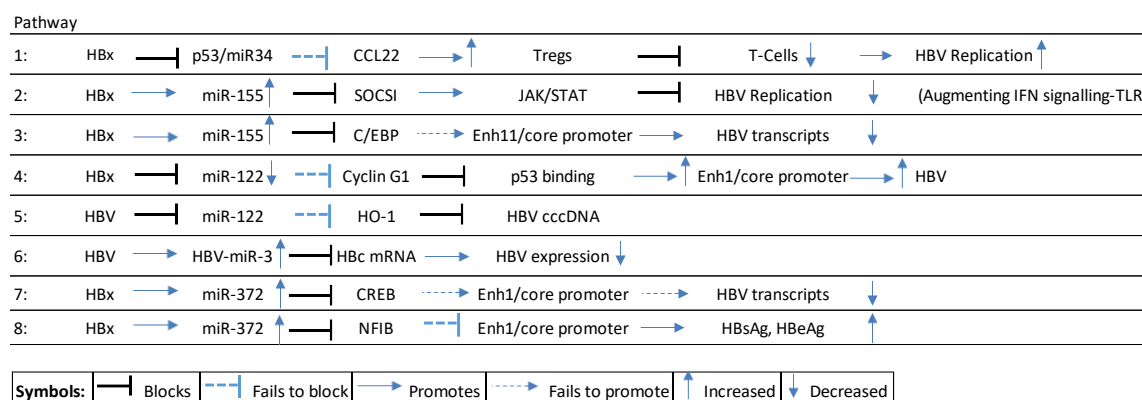 Pathway
1: HBx p53/miR34 CCL22 Tregs T-Cells HBV Replication
2: HBx miR-155 SOCSI JAK/STAT HBV Replication (Augmenting IFN signalling-TLR
3: HBx miR-155 C/EBP Enh11/core promoter HBV transcripts
4: HBx miR-122 Cyclin G1 p53 binding Enh1/core promoter HBV
5: HBV miR-122 HO-1 HBV cccDNA
6: HBV HBV-miR-3 HBc mRNA HBV expression
7: HBx miR-372 CREB Enh1/core promoter HBV transcripts
8: HBx miR-372 NFIB Enh1/core promoter HBsAg, HBeAg
Symbols: Blocks Fails to block Promotes Fails to promote Increased Decreased